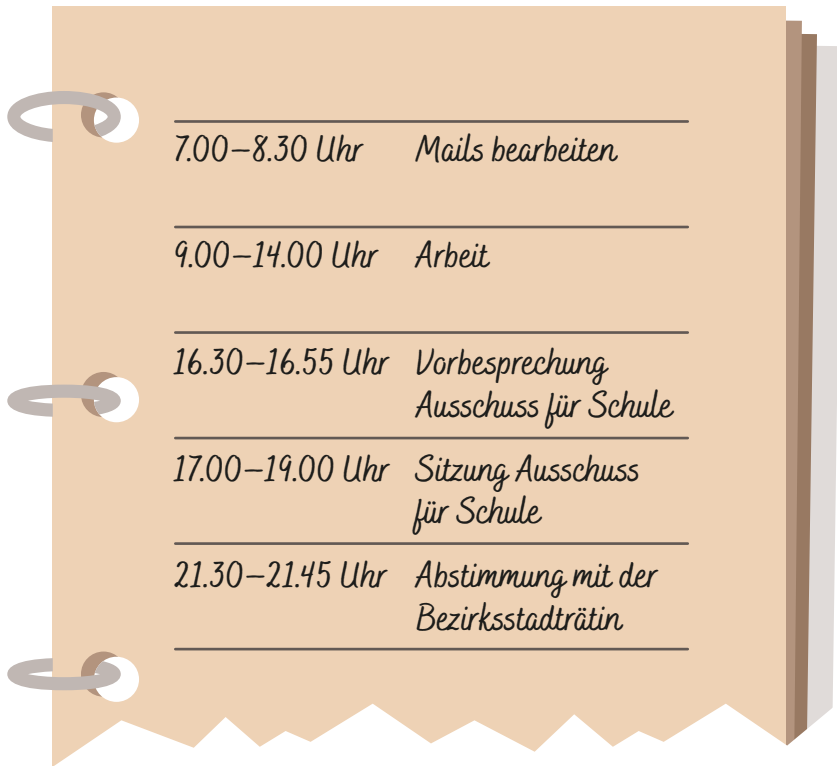 7.00–8.30 Uhr Mails bearbeiten
9.00–14.00 Uhr Arbeit
16.30–16.55 Uhr Vorbesprechung
Ausschuss für Schule
17.00–19.00 Uhr Sitzung Ausschuss
für Schule
21.30–21.45 Uhr Abstimmung mit der
Bezirksstadträtin